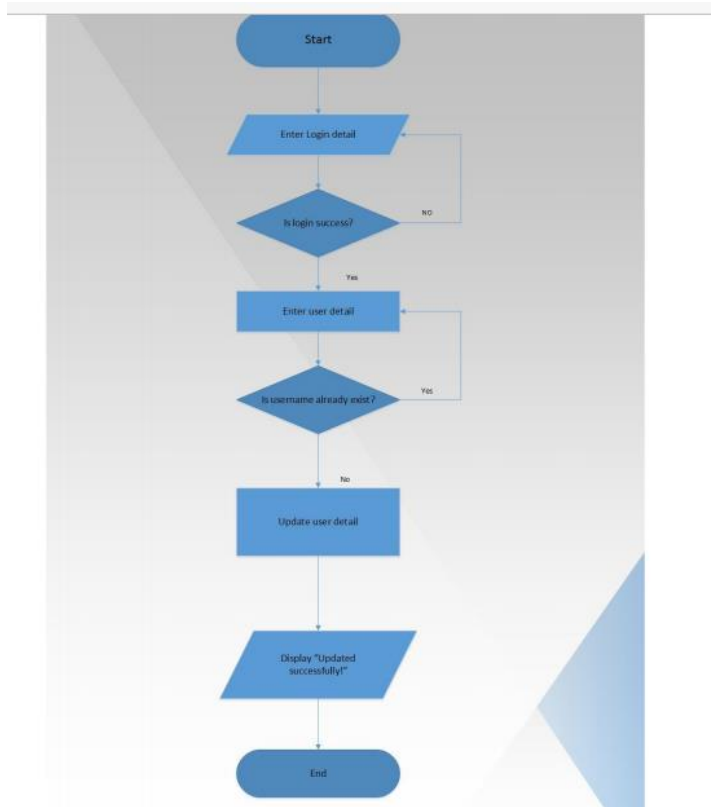 Start
Enter Login detail
Is login success?
NO
Yes
Enter user detail
Is username already exist?
Yes
No
Update user detail
Display "Updated
successfully!"
End